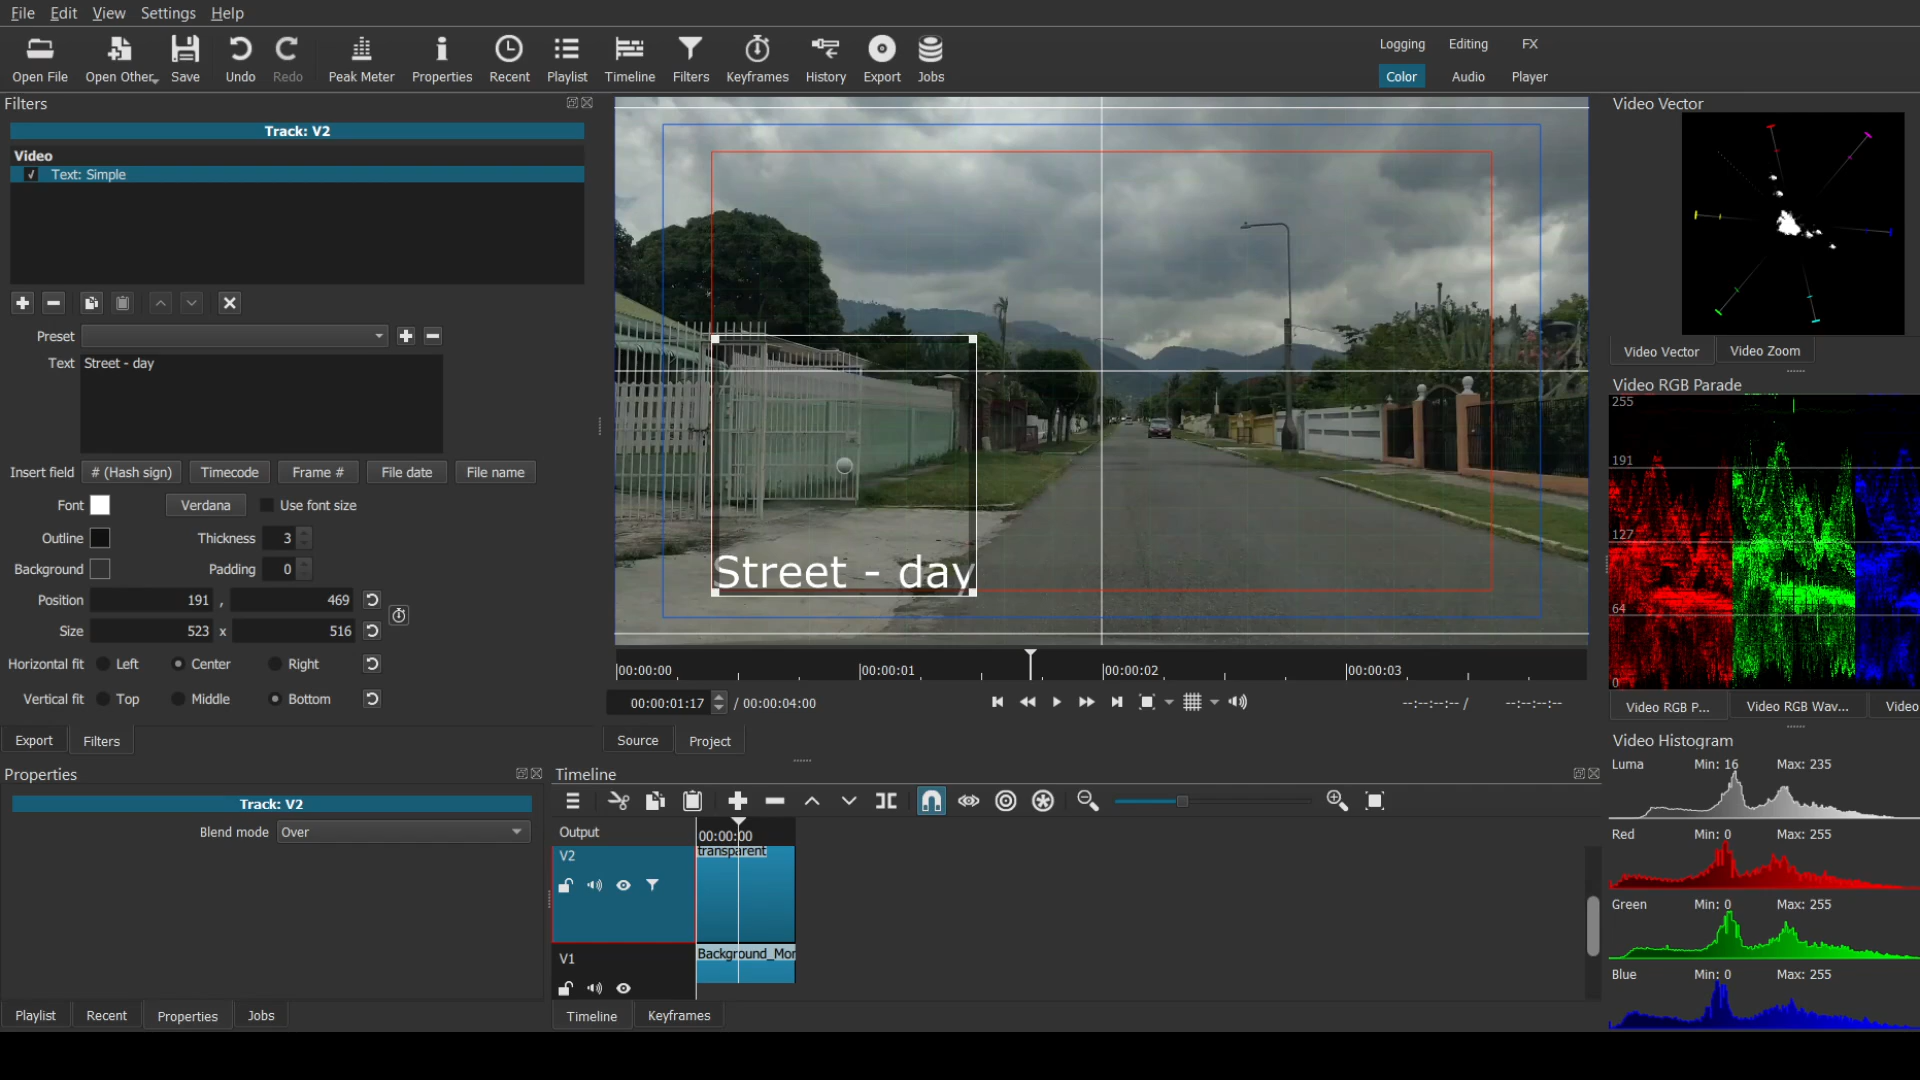 File Edit View Settings Help
Open File Open Other... Save Undo Redo Peak Meter Properties Recent Playlist Timeline Filters Keyframes History Export Jobs
Logging Editing FX
Color Audio Player
Filters
Track: V2
Video
Text: Simple
Preset
Text Street - day
Insert field # (Hash sign) Timecode Frame # File date File name
Font Verdana Use font size
Outline Thickness 3
Background Padding 0
Position 191 , 469
Size 523 x 516
Horizontal fit Left Center Right
Vertical fit Top Middle Bottom
Export Filters
Street - day
00:00:00 00:00:01 00:00:02 00:00:03
00:00:01:17 / 00:00:04:00 --:--:--:-- / --:--:--:--
Source Project
Video Vector
Video Vector Video Zoom
Video RGB Parade
255
191
127
64
0
Video RGB P... Video RGB Wav... Video
Video Histogram
Luma Min: 16 Max: 235
Red Min: 0 Max: 255
Green Min: 0 Max: 255
Blue Min: 0 Max: 255
Properties
Track: V2
Blend mode Over
Playlist Recent Properties Jobs
Timeline
Output 00:00:00
V2 transparent
V1 Background_Mor
Timeline Keyframes